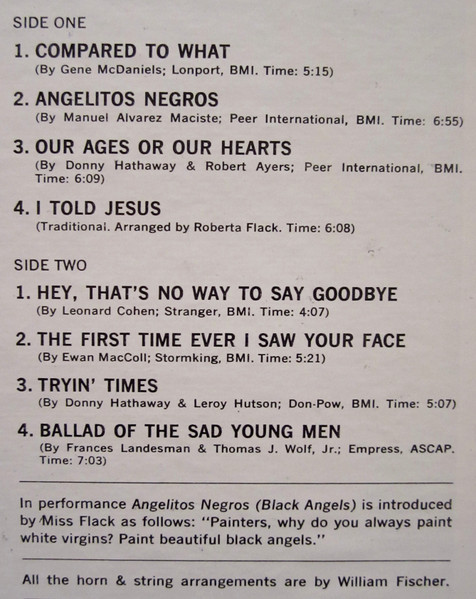 SIDE ONE
1. COMPARED TO WHAT
(By Gene McDaniels; Lonport, BMI. Time: 5:15)
2. ANGELITOS NEGROS
(By Manuel Alvarez Maciste; Peer International, BMI. Time: 6:55)
3. OUR AGES OR OUR HEARTS
(By Donny Hathaway & Robert Ayers; Peer International, BMI.
Time: 6:09)
4. I TOLD JESUS
(Traditional. Arranged by Roberta Flack. Time: 6:08)
SIDE TWO
1. HEY, THAT'S NO WAY TO SAY GOODBYE
(By Leonard Cohen; Stranger, BMI. Time: 4:07)
2. THE FIRST TIME EVER I SAW YOUR FACE
(By Ewan MacColl; Stormking, BMI. Time: 5:21)
3. TRYIN' TIMES
(By Donny Hathaway & Leroy Hutson; Don-Pow, BMI. Time: 5:07)
4. BALLAD OF THE SAD YOUNG MEN
(By Frances Landesman & Thomas J. Wolf, Jr.; Empress, ASCAP.
Time: 7:03)
In performance Angelitos Negros (Black Angels) is introduced
by Miss Flack as follows: "Painters, why do you always paint
white virgins? Paint beautiful black angels."
All the horn & string arrangements are by William Fischer.